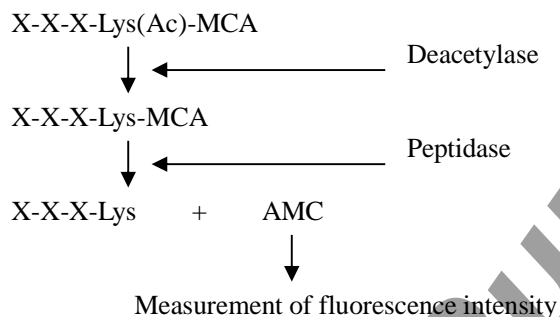 X-X-X-Lys(Ac)-MCA
Deacetylase
X-X-X-Lys-MCA
Peptidase
X-X-X-Lys + AMC
Measurement of fluorescence intensity